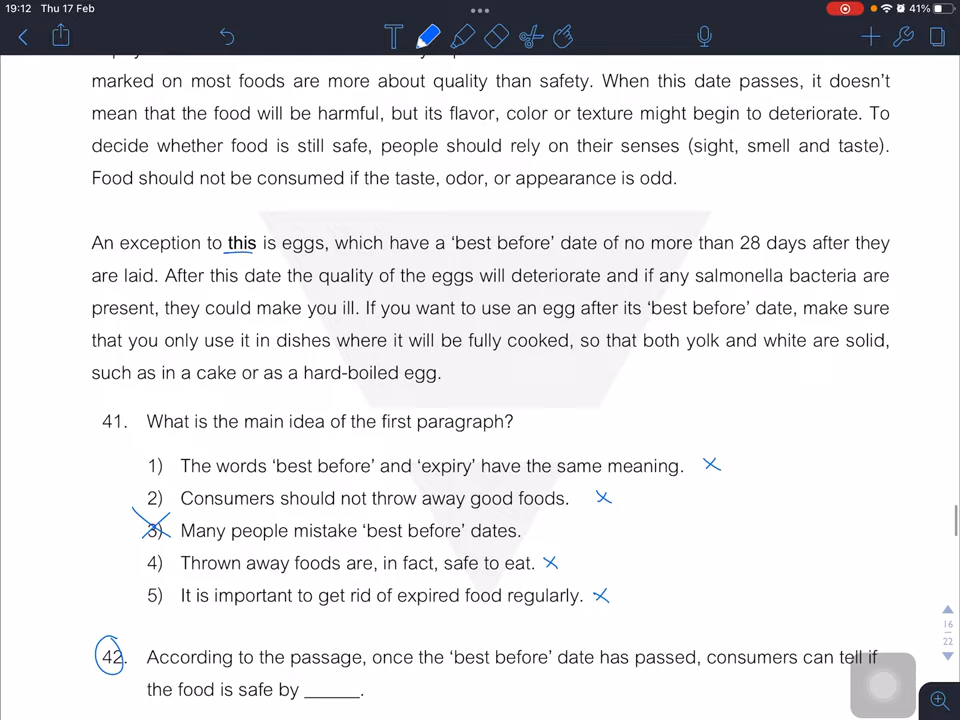 19:12 Thu 17 Feb
41%
marked on most foods are more about quality than safety. When this date passes, it doesn't
mean that the food will be harmful, but its flavor, color or texture might begin to deteriorate. To
decide whether food is still safe, people should rely on their senses (sight, smell and taste).
Food should not be consumed if the taste, odor, or appearance is odd.
An exception to this is eggs, which have a 'best before' date of no more than 28 days after they
are laid. After this date the quality of the eggs will deteriorate and if any salmonella bacteria are
present, they could make you ill. If you want to use an egg after its 'best before' date, make sure
that you only use it in dishes where it will be fully cooked, so that both yolk and white are solid,
such as in a cake or as a hard-boiled egg.
41. What is the main idea of the first paragraph?
1) The words 'best before' and 'expiry' have the same meaning.
2) Consumers should not throw away good foods.
3) Many people mistake 'best before' dates.
4) Thrown away foods are, in fact, safe to eat.
5) It is important to get rid of expired food regularly.
16
22
42. According to the passage, once the 'best before' date has passed, consumers can tell if
the food is safe by ______.